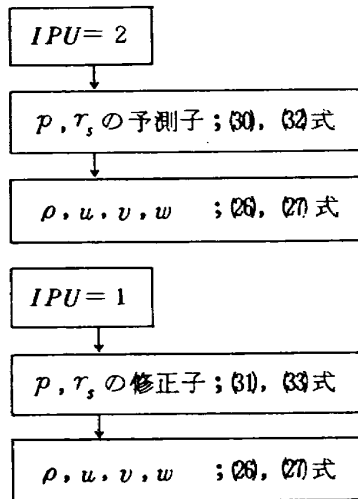 IPU = 2
p, r_s の予測子 ; (30), (32)式
ρ, u, v, w ; (26), (27)式
IPU = 1
p, r_s の修正子 ; (31), (33)式
ρ, u, v, w ; (26), (27)式